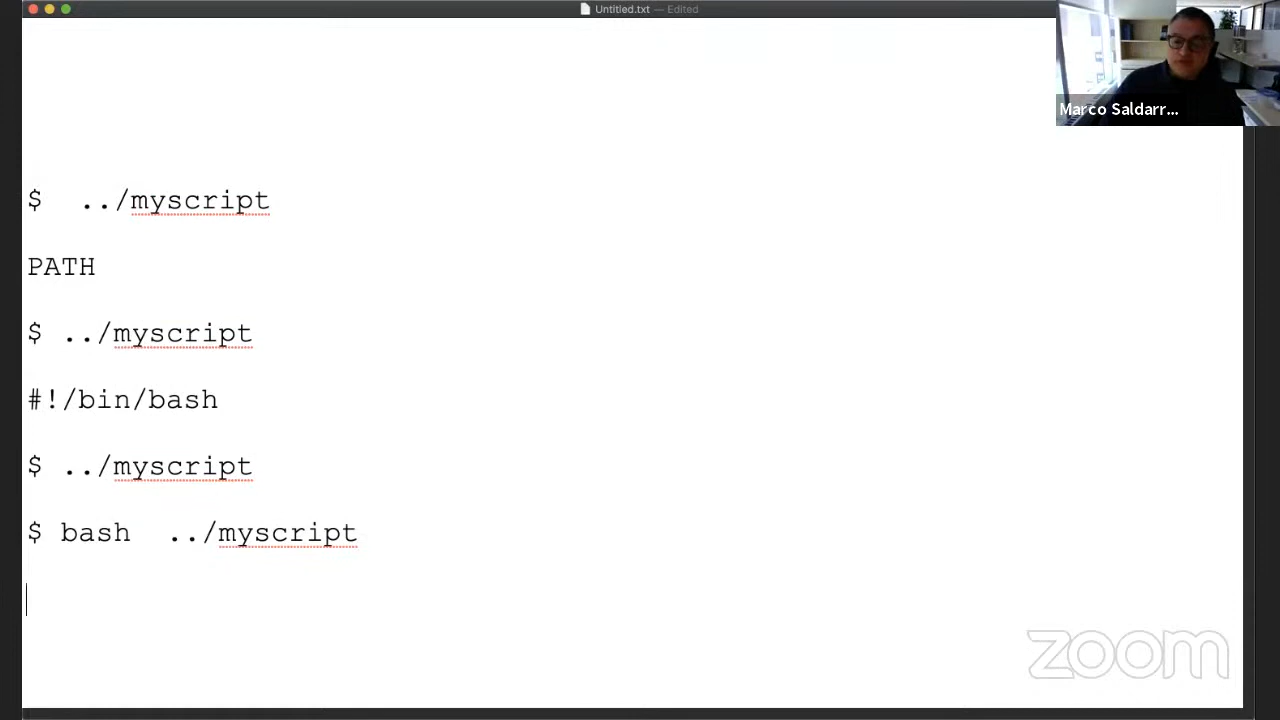 Untitled.txt — Edited
Marco Saldarr...
$  ../myscript
PATH
$ ../myscript
#!/bin/bash
$ ../myscript
$ bash  ../myscript
zoom